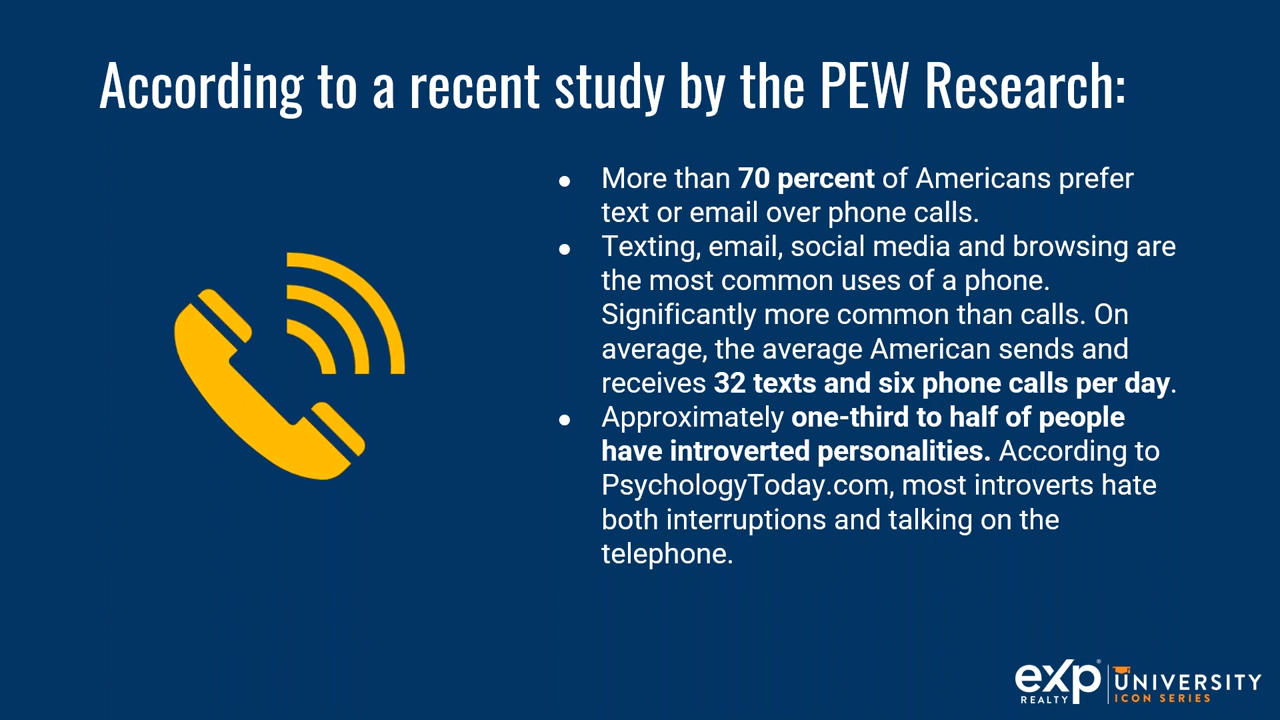 According to a recent study by the PEW Research:
● More than 70 percent of Americans prefer
text or email over phone calls.
● Texting, email, social media and browsing are
the most common uses of a phone.
Significantly more common than calls. On
average, the average American sends and
receives 32 texts and six phone calls per day.
● Approximately one-third to half of people
have introverted personalities. According to
PsychologyToday.com, most introverts hate
both interruptions and talking on the
telephone.
eXp®
REALTY
UNIVERSITY
ICON SERIES